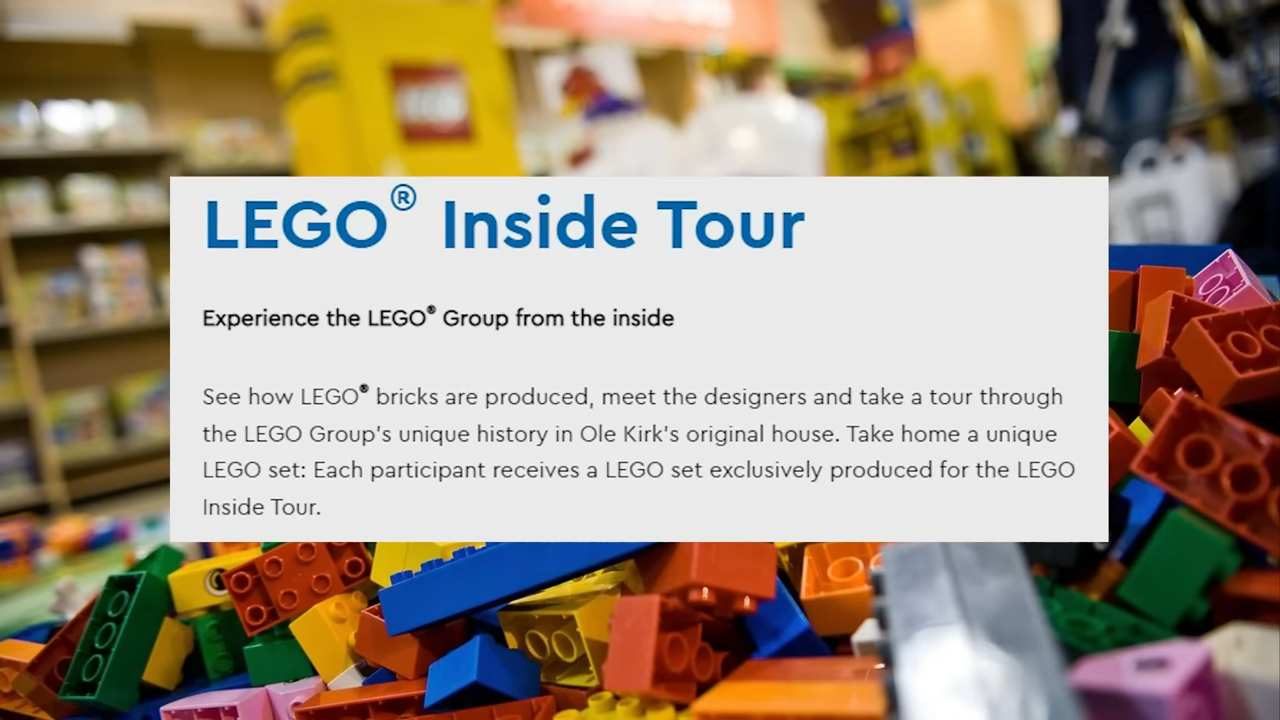 LEGO® Inside Tour
Experience the LEGO® Group from the inside
See how LEGO® bricks are produced, meet the designers and take a tour through
the LEGO Group's unique history in Ole Kirk's original house. Take home a unique
LEGO set: Each participant receives a LEGO set exclusively produced for the LEGO
Inside Tour.